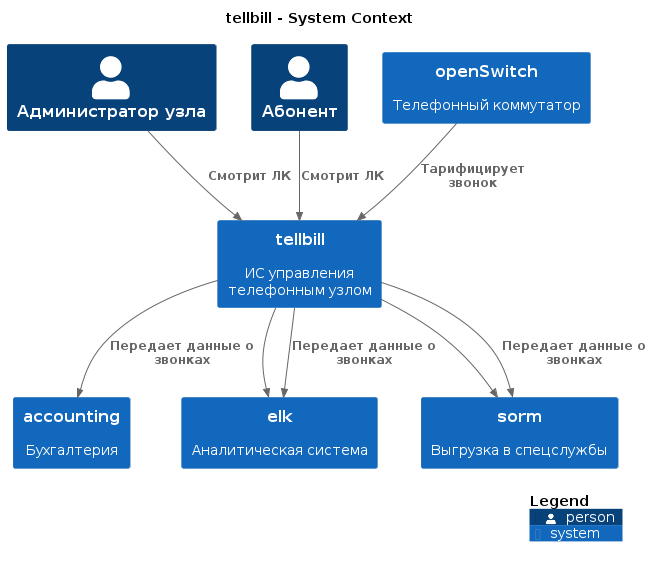 tellbill - System Context
Администратор узла
Абонент
openSwitch
Телефонный коммутатор
Смотрит ЛК
Смотрит ЛК
Тарифицирует
звонок
tellbill
ИС управления
телефонным узлом
Передает данные о
звонках
Передает данные о
звонках
Передает данные о
звонках
accounting
Бухгалтерия
elk
Аналитическая система
sorm
Выгрузка в спецслужбы
Legend
person
system